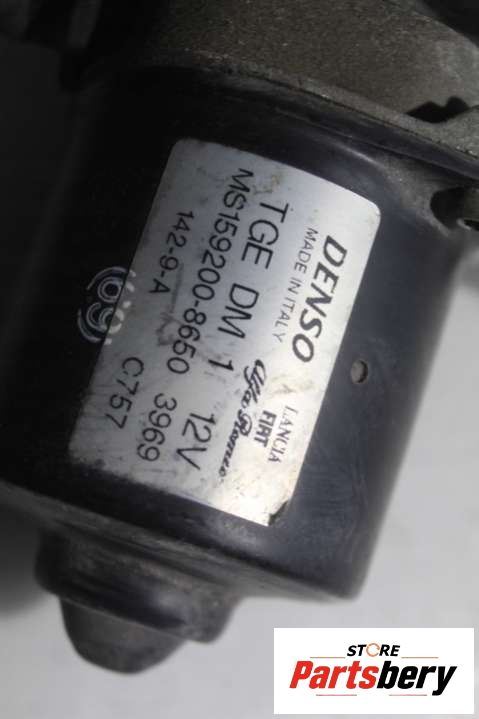 DENSO
MADE IN ITALY
LANCIA
FIAT
Alfa Romeo
TGE DM 1 12V
MS159200-8650 3969
142-9-A C757
69
STORE
Partsbery